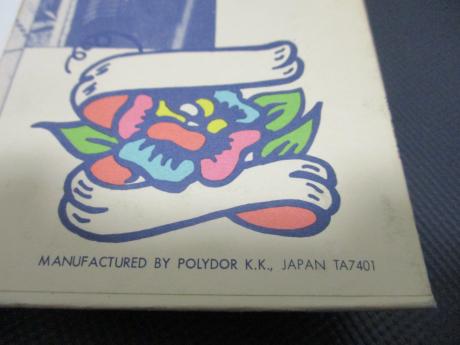 MANUFACTURED BY POLYDOR K.K., JAPAN TA7401